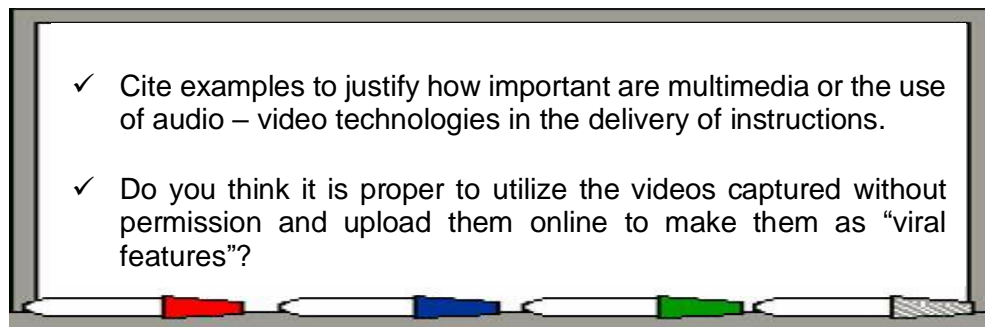 ✓ Cite examples to justify how important are multimedia or the use
of audio – video technologies in the delivery of instructions.
✓ Do you think it is proper to utilize the videos captured without
permission and upload them online to make them as “viral
features”?